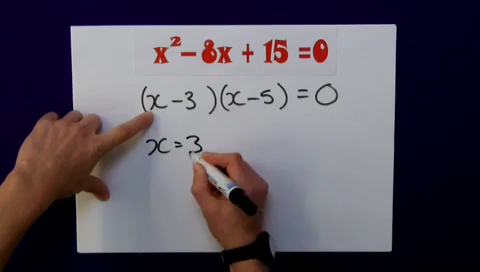 x² - 8x + 15 = 0
(x - 3 )(x - 5) = 0
x = 3